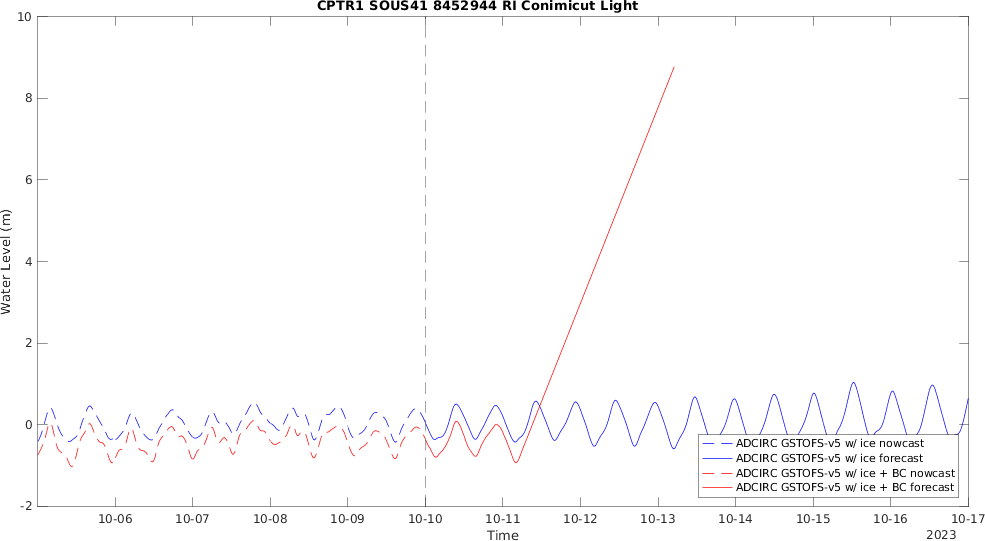 CPTR1 SOUS41 8452944 RI Conimicut Light
10
8
6
4
2
0
-2
Water Level (m)
ADCIRC GSTOFS-v5 w/ ice nowcast
ADCIRC GSTOFS-v5 w/ ice forecast
ADCIRC GSTOFS-v5 w/ ice + BC nowcast
ADCIRC GSTOFS-v5 w/ ice + BC forecast
10-06 10-07 10-08 10-09 10-10 10-11 10-12 10-13 10-14 10-15 10-16 10-17
Time
2023